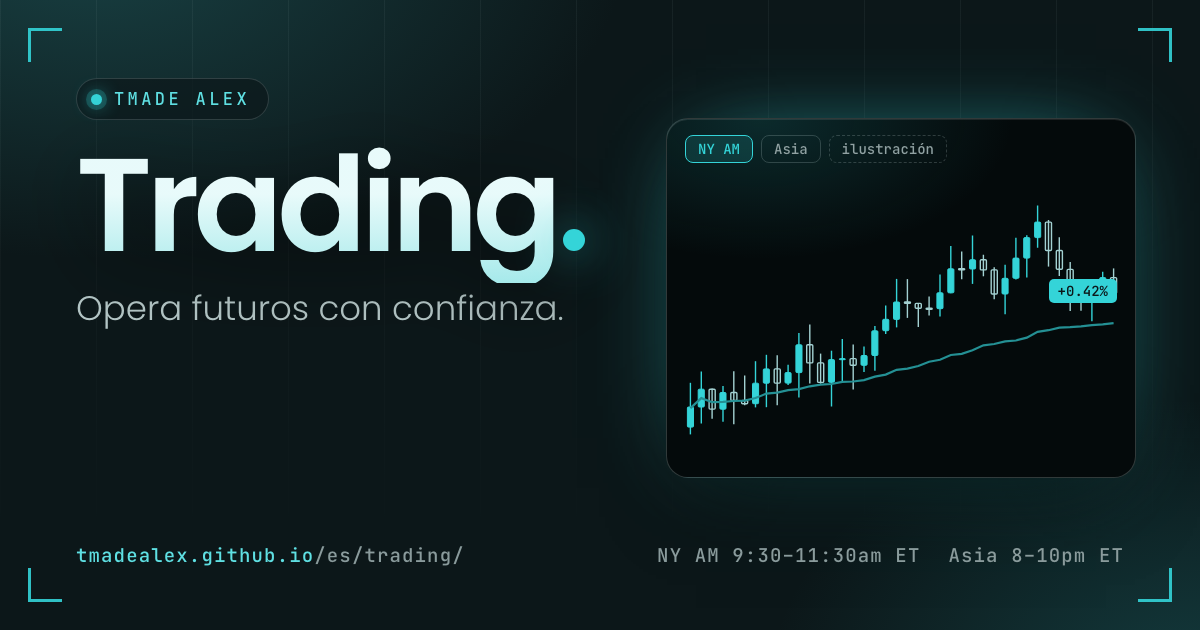 TMADE ALEX
Trading.
Opera futuros con confianza.
NY AM Asia ilustración
+0.42%
tmadealex.github.io/es/trading/
NY AM 9:30–11:30am ET Asia 8–10pm ET